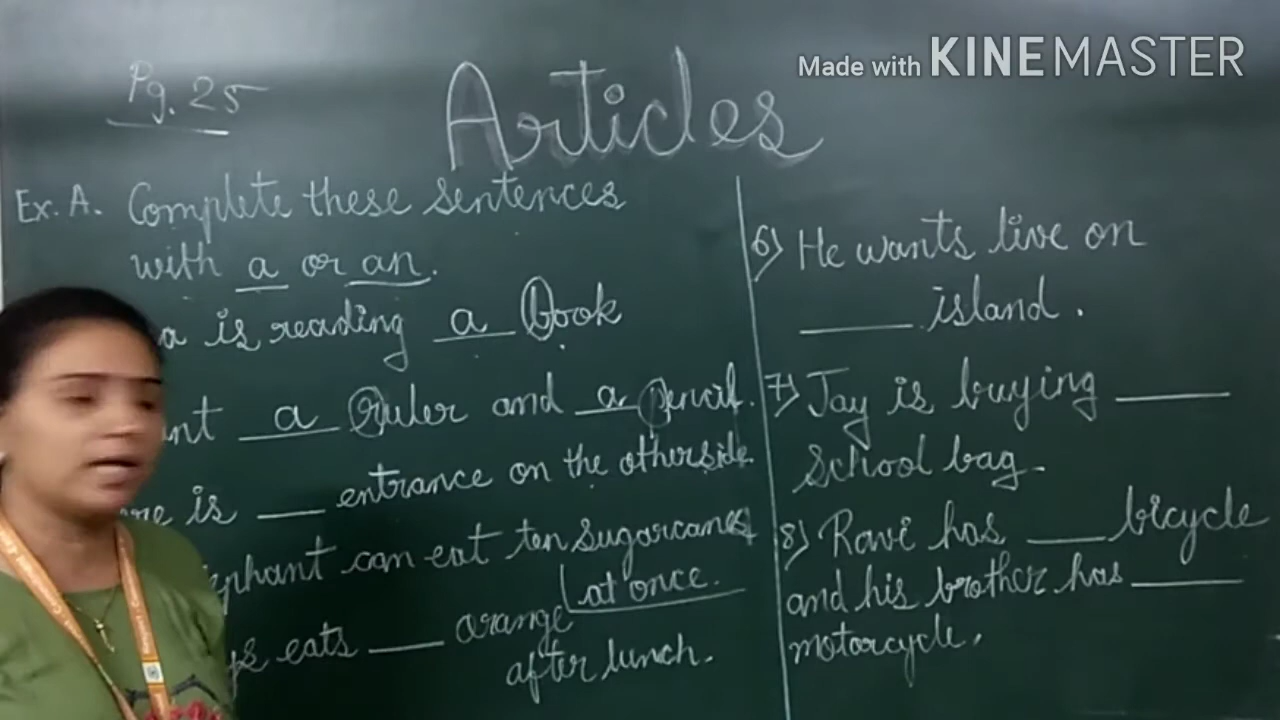 Made with KINEMASTER
Pg. 25
Articles
Ex. A. Complete these sentences
with a or an.
a is reading a book
nt a ruler and a pencil.
re is ___ entrance on the otherside.
ephant can eat ten sugarcanes
at once.
eats ___ orange
after lunch.
6) He wants live on
___ island.
7) Jay is buying ___
School bag.
8) Ravi has ___ bicycle
and his brother has ___
motorcycle.